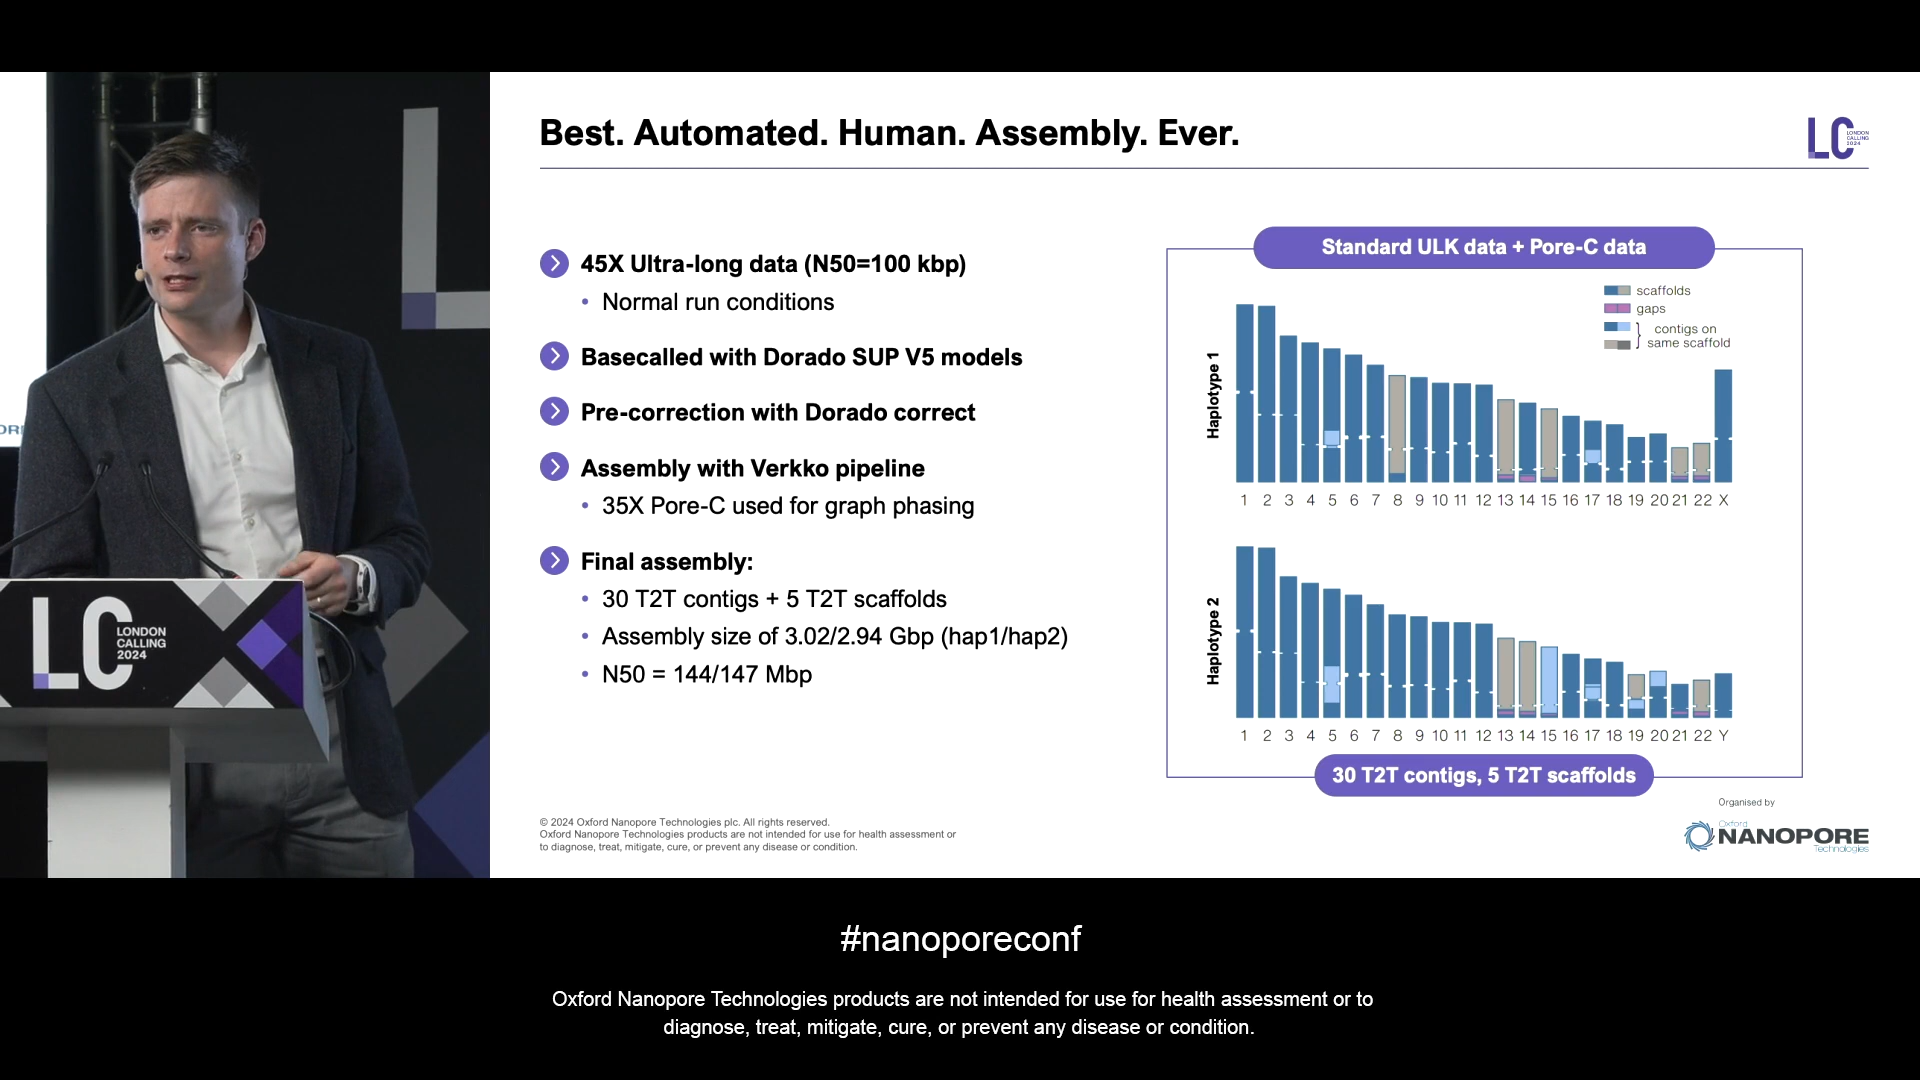 Best. Automated. Human. Assembly. Ever.
LC
LONDON
CALLING
2024
45X Ultra-long data (N50=100 kbp)
• Normal run conditions
Basecalled with Dorado SUP V5 models
Pre-correction with Dorado correct
Assembly with Verkko pipeline
• 35X Pore-C used for graph phasing
Final assembly:
• 30 T2T contigs + 5 T2T scaffolds
• Assembly size of 3.02/2.94 Gbp (hap1/hap2)
• N50 = 144/147 Mbp
Standard ULK data + Pore-C data
scaffolds
gaps
contigs on
same scaffold
Haplotype 1
1 2 3 4 5 6 7 8 9 10 11 12 13 14 15 16 17 18 19 20 21 22 X
Haplotype 2
1 2 3 4 5 6 7 8 9 10 11 12 13 14 15 16 17 18 19 20 21 22 Y
30 T2T contigs, 5 T2T scaffolds
LC
LONDON
CALLING
2024
© 2024 Oxford Nanopore Technologies plc. All rights reserved.
Oxford Nanopore Technologies products are not intended for use for health assessment or
to diagnose, treat, mitigate, cure, or prevent any disease or condition.
Organised by
Oxford
NANOPORE
Technologies
#nanoporeconf
Oxford Nanopore Technologies products are not intended for use for health assessment or to
diagnose, treat, mitigate, cure, or prevent any disease or condition.